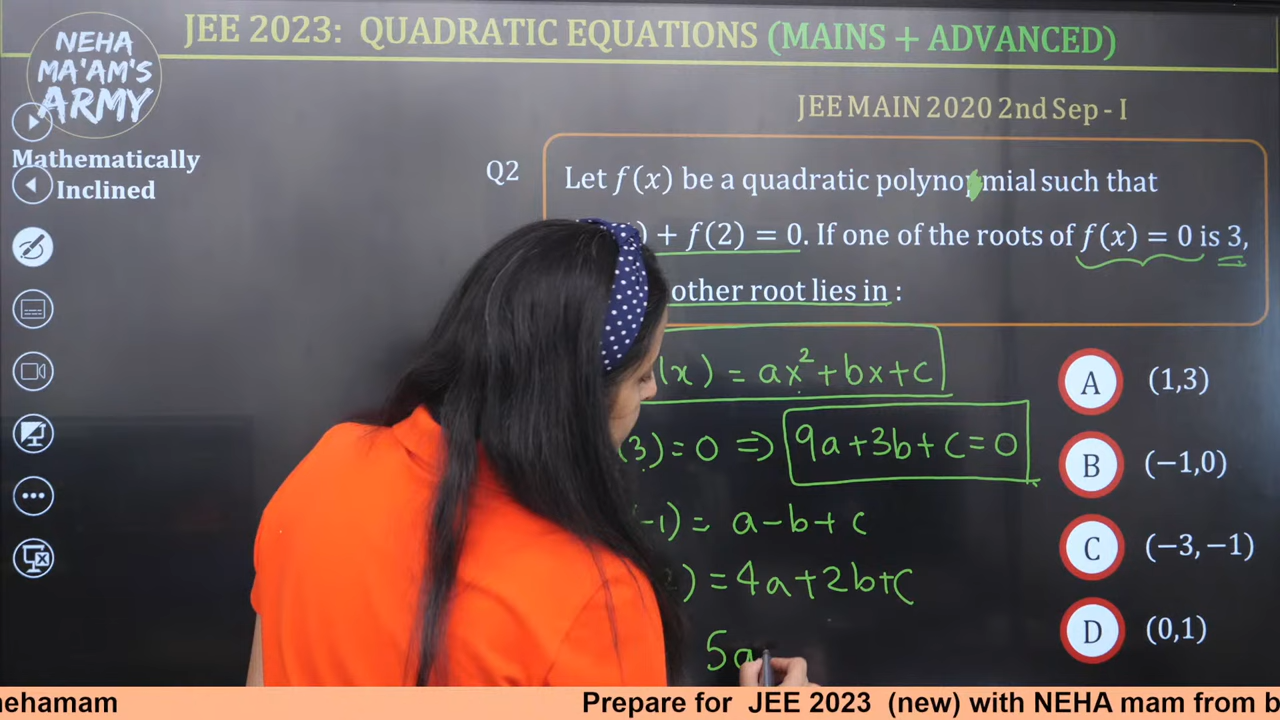 NEHA
MA'AM'S
ARMY
Mathematically
Inclined
JEE 2023: QUADRATIC EQUATIONS (MAINS + ADVANCED)
JEE MAIN 2020 2nd Sep - I
Q2
Let f(x) be a quadratic polynomial such that
) + f(2) = 0. If one of the roots of f(x) = 0 is 3,
other root lies in :
(x) = ax² + bx + c
(3) = 0 ⇒ 9a + 3b + c = 0
-1) = a - b + c
) = 4a + 2b + c
5a
A (1,3)
B (−1,0)
C (−3,−1)
D (0,1)
nehamam Prepare for JEE 2023 (new) with NEHA mam from b